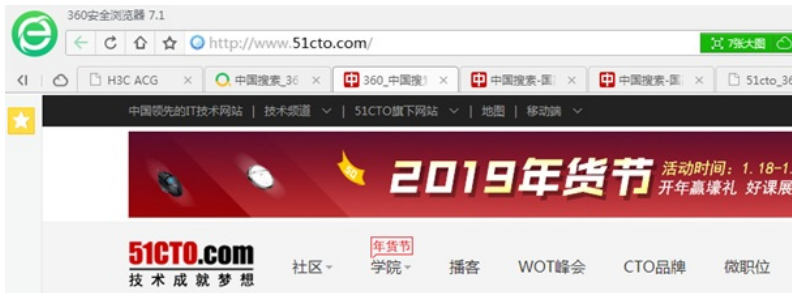 360安全浏览器 7.1
http://www.51cto.com/
7张大图
H3C ACG
中国搜索_36
360_中国搜
中国搜索-国
中国搜索-国
51cto_36
中国领先的IT技术网站 | 技术频道 | 51CTO旗下网站 | 地图 | 移动端
2019年货节
活动时间：1.18-1.
开年赢壕礼 好课展
51CTO.com
技术成就梦想
年货节
社区 学院 播客 WOT峰会 CTO品牌 微职位